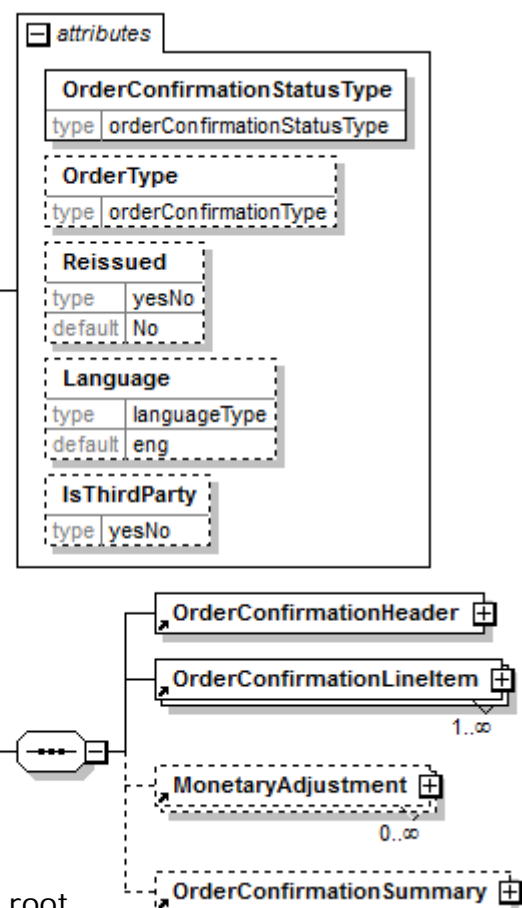 attributes
OrderConfirmationStatusType
type orderConfirmationStatusType
OrderType
type orderConfirmationType
Reissued
type yesNo
default No
Language
type languageType
default eng
IsThirdParty
type yesNo
OrderConfirmationHeader
OrderConfirmationLineItem
1..∞
MonetaryAdjustment
0..∞
OrderConfirmationSummary
root